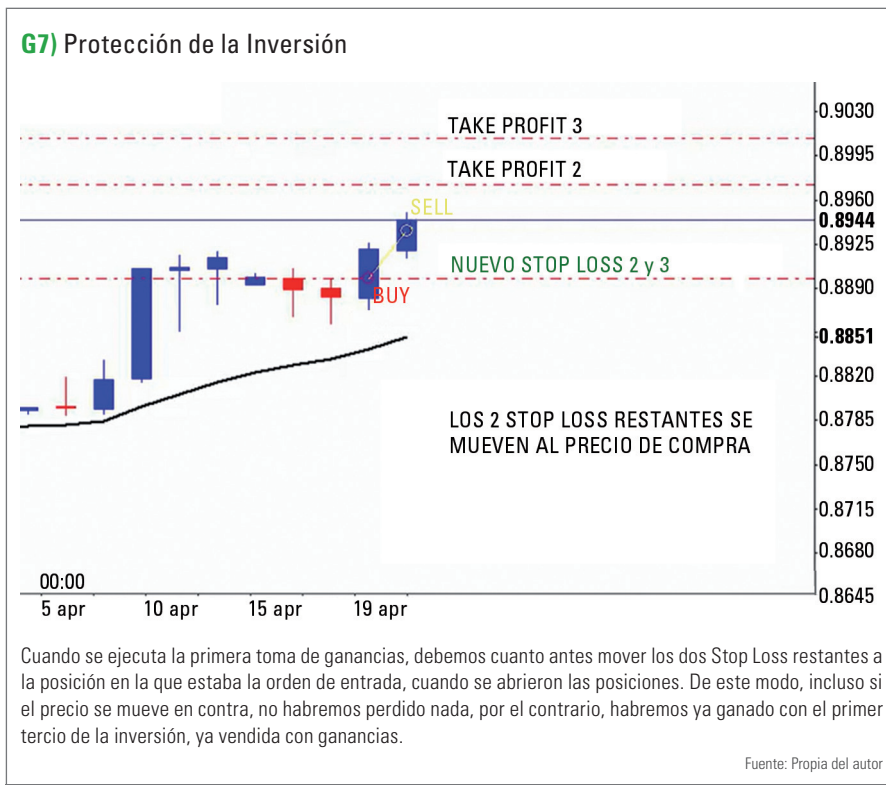 G7) Protección de la Inversión
TAKE PROFIT 3
TAKE PROFIT 2
SELL
NUEVO STOP LOSS 2 y 3
BUY
LOS 2 STOP LOSS RESTANTES SE
MUEVEN AL PRECIO DE COMPRA
0.9030
0.8995
0.8960
0.8944
0.8925
0.8890
0.8851
0.8820
0.8785
0.8750
0.8715
0.8680
0.8645
00:00
5 apr
10 apr
15 apr
19 apr
Cuando se ejecuta la primera toma de ganancias, debemos cuanto antes mover los dos Stop Loss restantes a
la posición en la que estaba la orden de entrada, cuando se abrieron las posiciones. De este modo, incluso si
el precio se mueve en contra, no habremos perdido nada, por el contrario, habremos ya ganado con el primer
tercio de la inversión, ya vendida con ganancias.
Fuente: Propia del autor